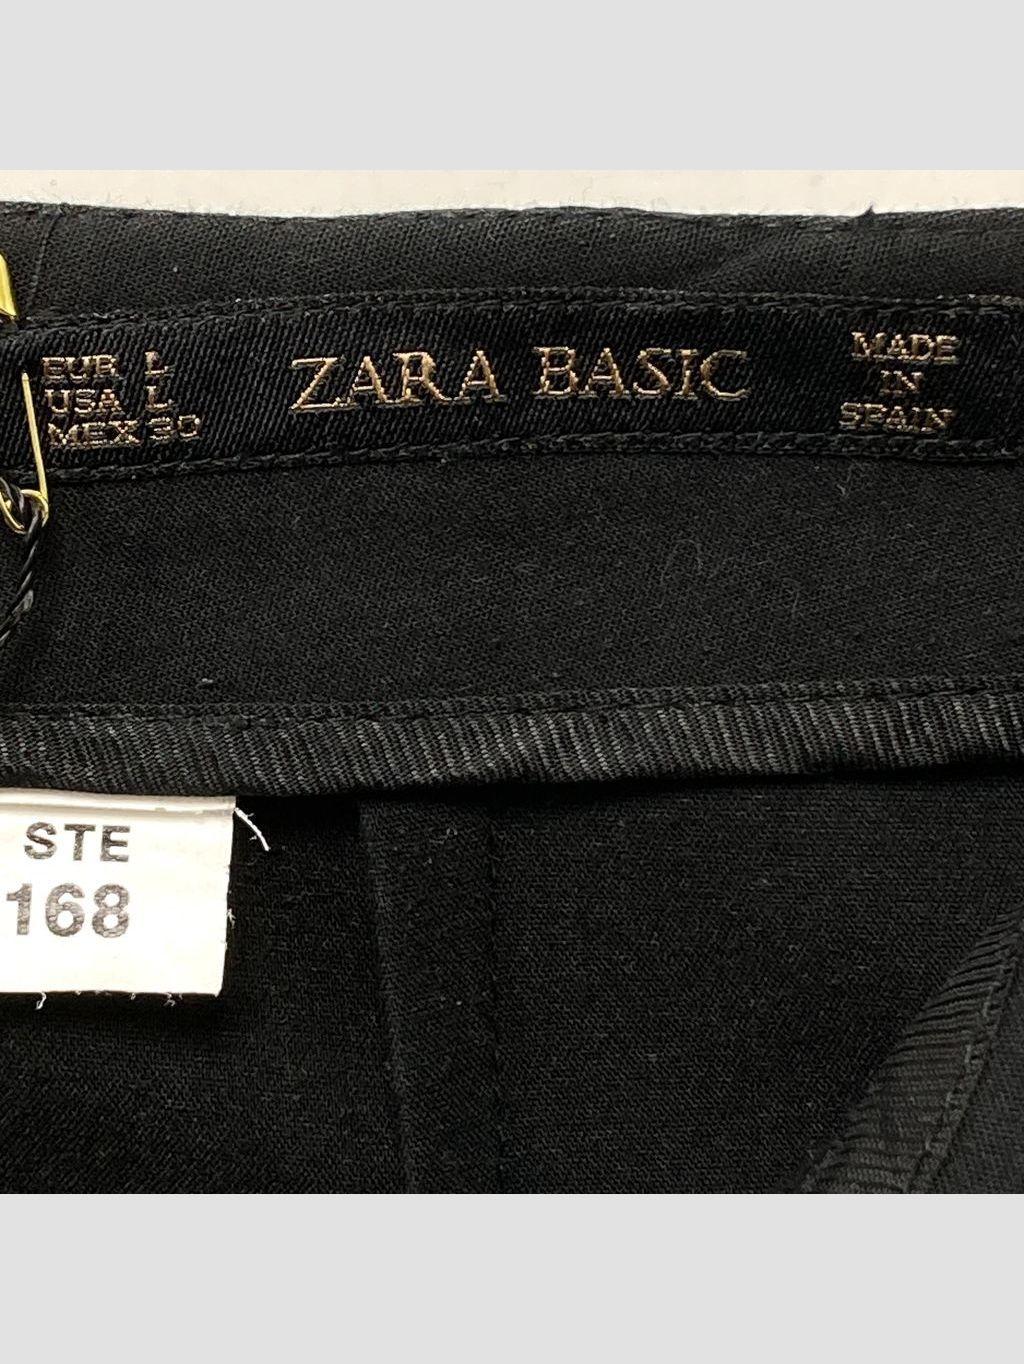 EUR L
USA L
MEX 30
ZARA BASIC
MADE
IN
SPAIN
STE
168